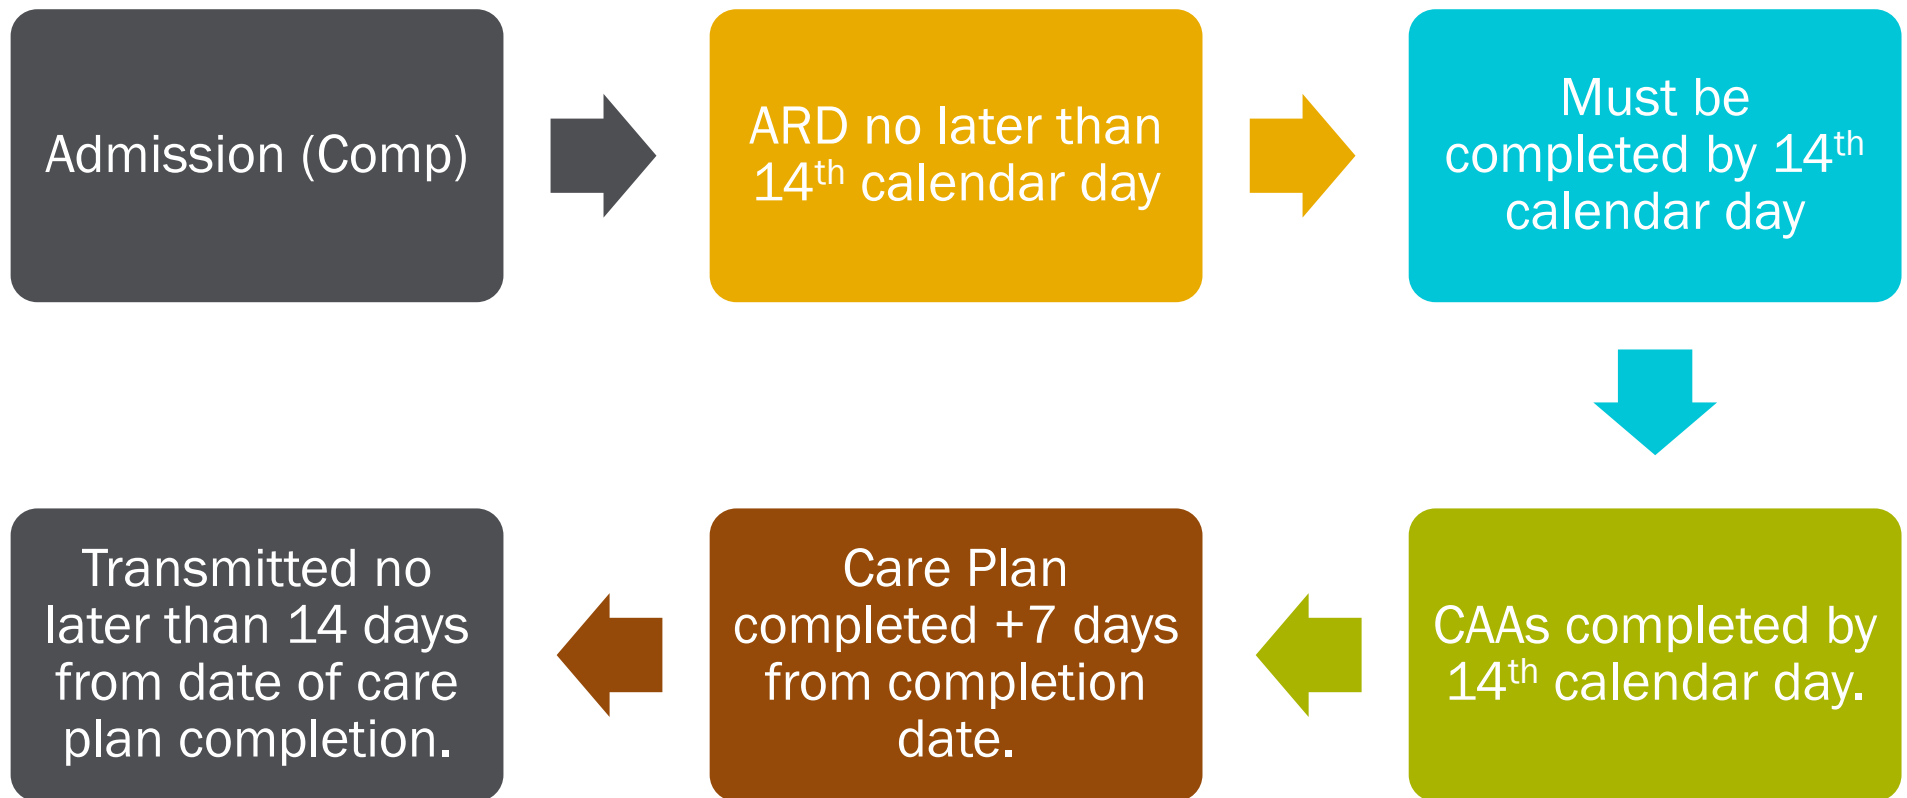 Admission (Comp)
ARD no later than
14th calendar day
Must be
completed by 14th
calendar day
CAAs completed by
14th calendar day.
Care Plan
completed +7 days
from completion
date.
Transmitted no
later than 14 days
from date of care
plan completion.